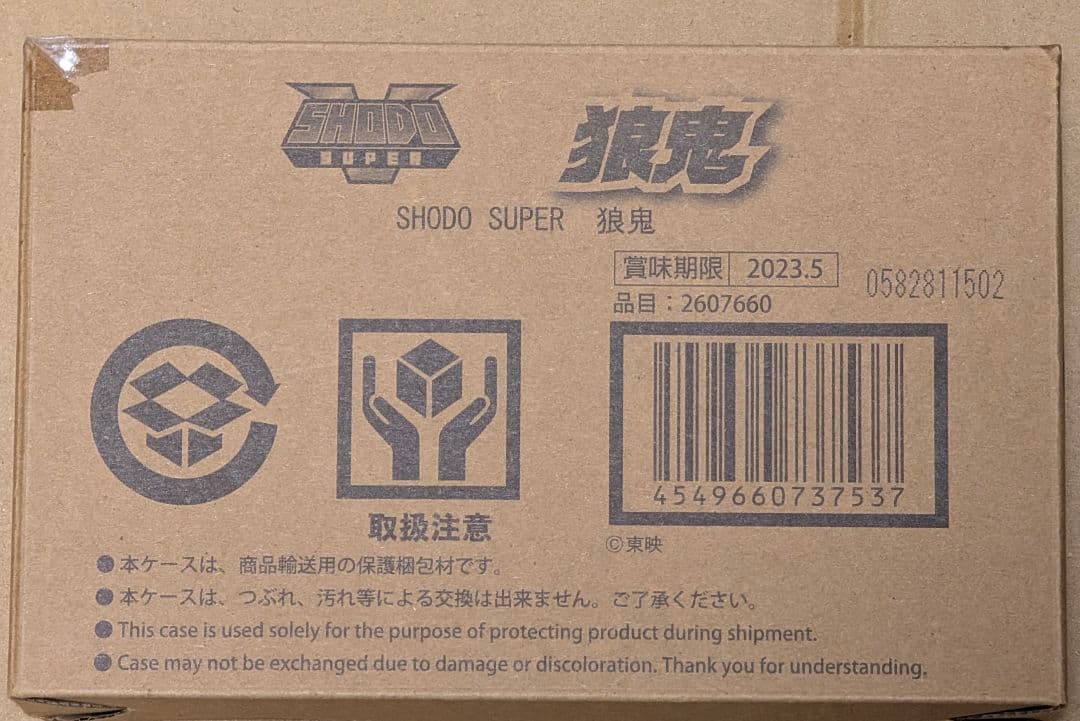 SHODO
SUPER
狼鬼
SHODO SUPER 狼鬼
賞味期限 2023.5
0582811502
品目:2607660
4549660737537
取扱注意
©東映
●本ケースは、商品輸送用の保護梱包材です。
●本ケースは、つぶれ、汚れ等による交換は出来ません。ご了承ください。
●This case is used solely for the purpose of protecting product during shipment.
●Case may not be exchanged due to damage or discoloration. Thank you for understanding.